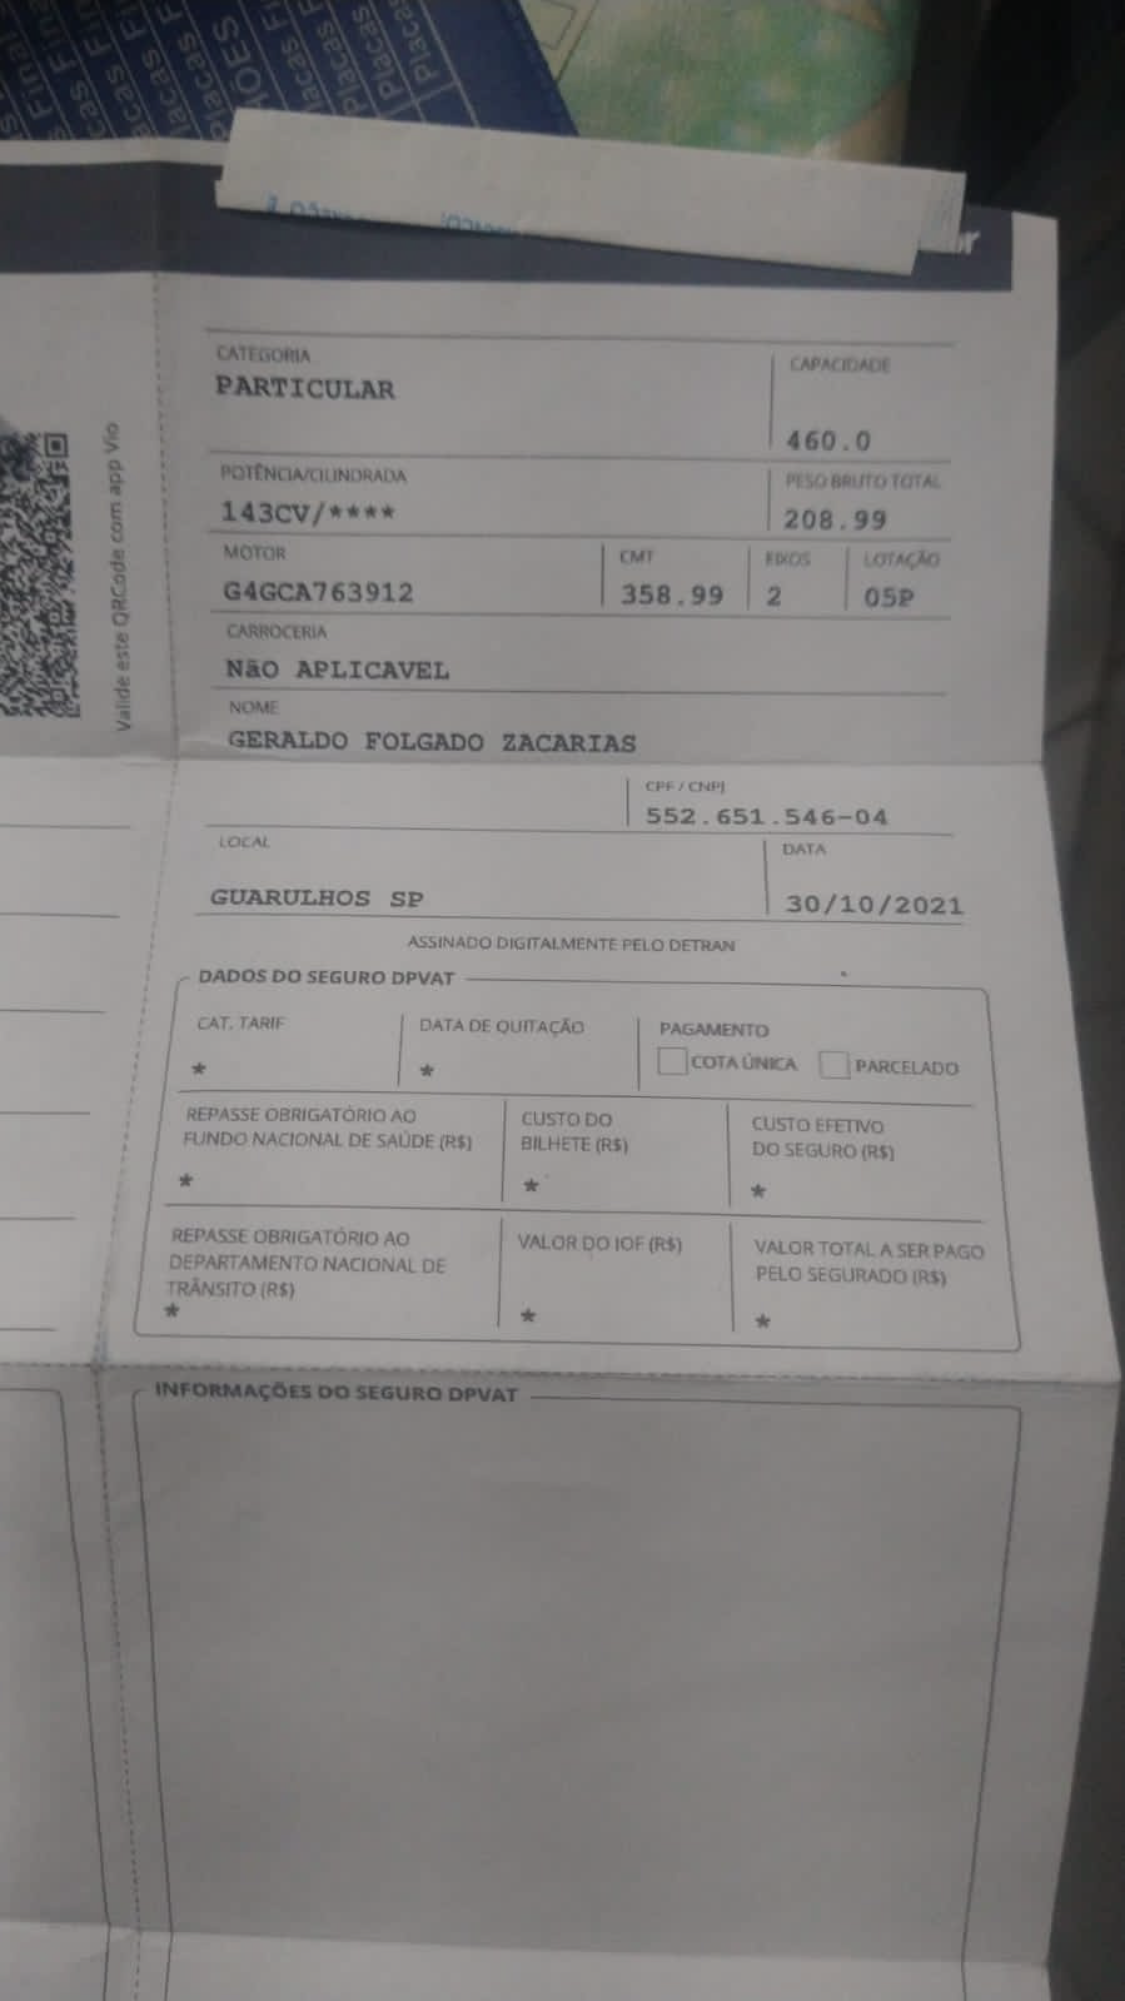 Placas
Placas F
Placas F
Placas F
Final
CATEGORIA
PARTICULAR
CAPACIDADE
460.0
POTÊNCIA/CILINDRADA
143CV/****
PESO BRUTO TOTAL
208.99
MOTOR
G4GCA763912
CMT
358.99
EIXOS
2
LOTAÇÃO
05P
CARROCERIA
NãO APLICAVEL
NOME
GERALDO FOLGADO ZACARIAS
Valide este QRCode com app Vio
CPF / CNPJ
552.651.546-04
LOCAL
GUARULHOS SP
DATA
30/10/2021
ASSINADO DIGITALMENTE PELO DETRAN
DADOS DO SEGURO DPVAT
CAT. TARIF
*
DATA DE QUITAÇÃO
*
PAGAMENTO
COTA ÚNICA PARCELADO
REPASSE OBRIGATÓRIO AO
FUNDO NACIONAL DE SAÚDE (R$)
*
CUSTO DO
BILHETE (R$)
*
CUSTO EFETIVO
DO SEGURO (R$)
*
REPASSE OBRIGATÓRIO AO
DEPARTAMENTO NACIONAL DE
TRÂNSITO (R$)
*
VALOR DO IOF (R$)
*
VALOR TOTAL A SER PAGO
PELO SEGURADO (R$)
*
INFORMAÇÕES DO SEGURO DPVAT